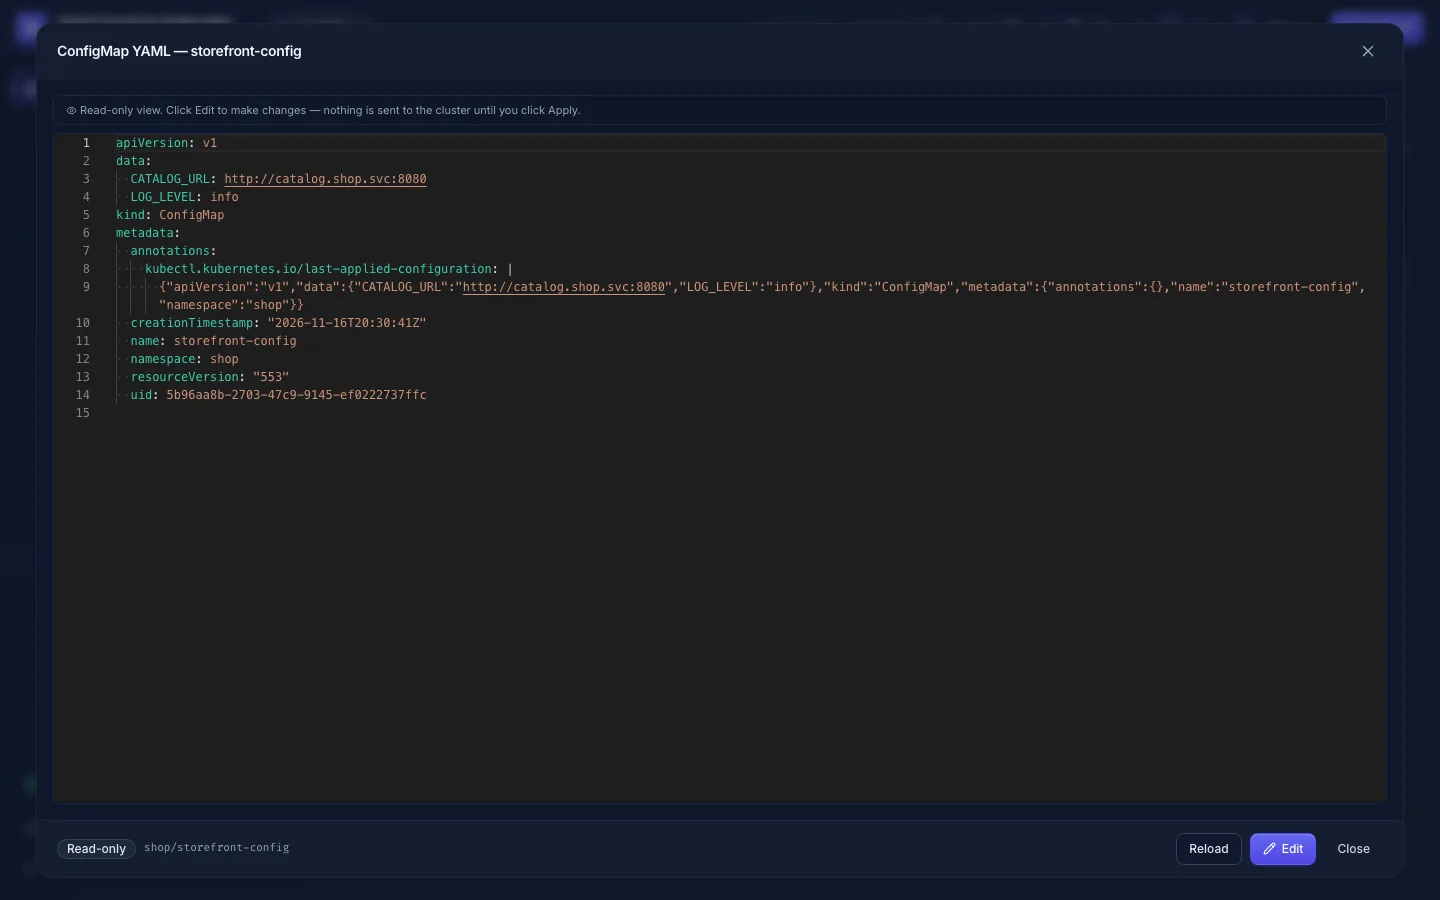 ConfigMap YAML — storefront-config
Read-only view. Click Edit to make changes — nothing is sent to the cluster until you click Apply.
1 apiVersion: v1
2 data:
3 CATALOG_URL: http://catalog.shop.svc:8080
4 LOG_LEVEL: info
5 kind: ConfigMap
6 metadata:
7 annotations:
8 kubectl.kubernetes.io/last-applied-configuration: |
9 {"apiVersion":"v1","data":{"CATALOG_URL":"http://catalog.shop.svc:8080","LOG_LEVEL":"info"},"kind":"ConfigMap","metadata":{"annotations":{},"name":"storefront-config",
"namespace":"shop"}}
10 creationTimestamp: "2026-11-16T20:30:41Z"
11 name: storefront-config
12 namespace: shop
13 resourceVersion: "553"
14 uid: 5b96aa8b-2703-47c9-9145-ef0222737ffc
15
Read-only shop/storefront-config Reload Edit Close